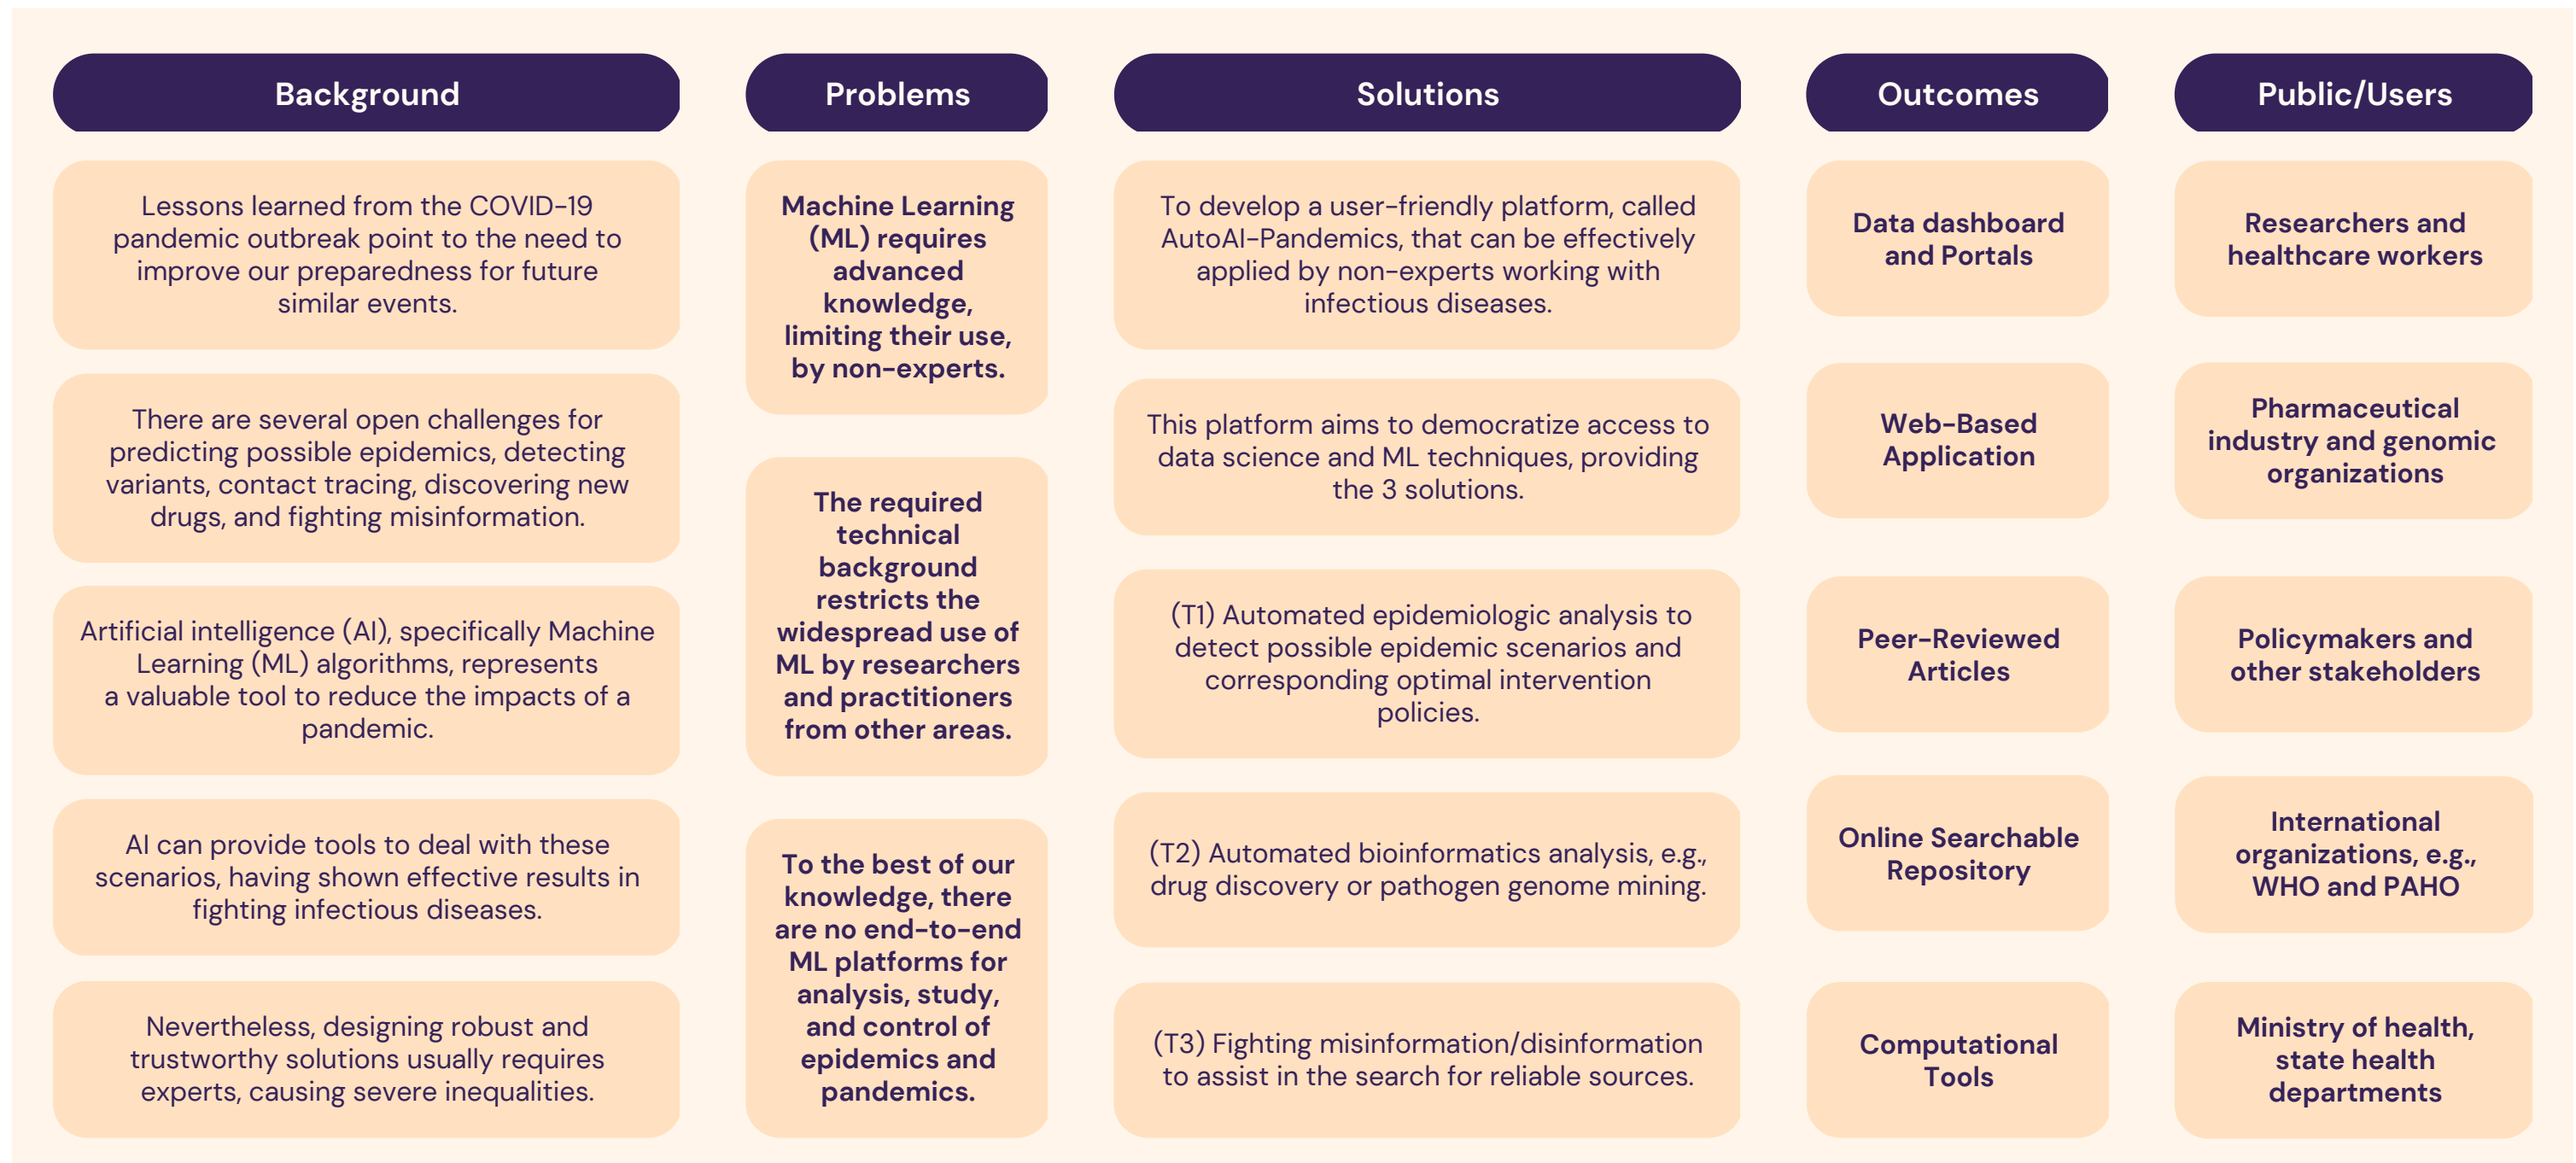 Background
Lessons learned from the COVID-19
pandemic outbreak point to the need to
improve our preparedness for future
similar events.
There are several open challenges for
predicting possible epidemics, detecting
variants, contact tracing, discovering new
drugs, and fighting misinformation.
Artificial intelligence (AI), specifically Machine
Learning (ML) algorithms, represents
a valuable tool to reduce the impacts of a
pandemic.
AI can provide tools to deal with these
scenarios, having shown effective results in
fighting infectious diseases.
Nevertheless, designing robust and
trustworthy solutions usually requires
experts, causing severe inequalities.
Problems
Machine Learning
(ML) requires
advanced
knowledge,
limiting their use,
by non-experts.
The required
technical
background
restricts the
widespread use of
ML by researchers
and practitioners
from other areas.
To the best of our
knowledge, there
are no end-to-end
ML platforms for
analysis, study,
and control of
epidemics and
pandemics.
Solutions
To develop a user-friendly platform, called
AutoAI-Pandemics, that can be effectively
applied by non-experts working with
infectious diseases.
This platform aims to democratize access to
data science and ML techniques, providing
the 3 solutions.
(T1) Automated epidemiologic analysis to
detect possible epidemic scenarios and
corresponding optimal intervention
policies.
(T2) Automated bioinformatics analysis, e.g.,
drug discovery or pathogen genome mining.
(T3) Fighting misinformation/disinformation
to assist in the search for reliable sources.
Outcomes
Data dashboard
and Portals
Web-Based
Application
Peer-Reviewed
Articles
Online Searchable
Repository
Computational
Tools
Public/Users
Researchers and
healthcare workers
Pharmaceutical
industry and genomic
organizations
Policymakers and
other stakeholders
International
organizations, e.g.,
WHO and PAHO
Ministry of health,
state health
departments